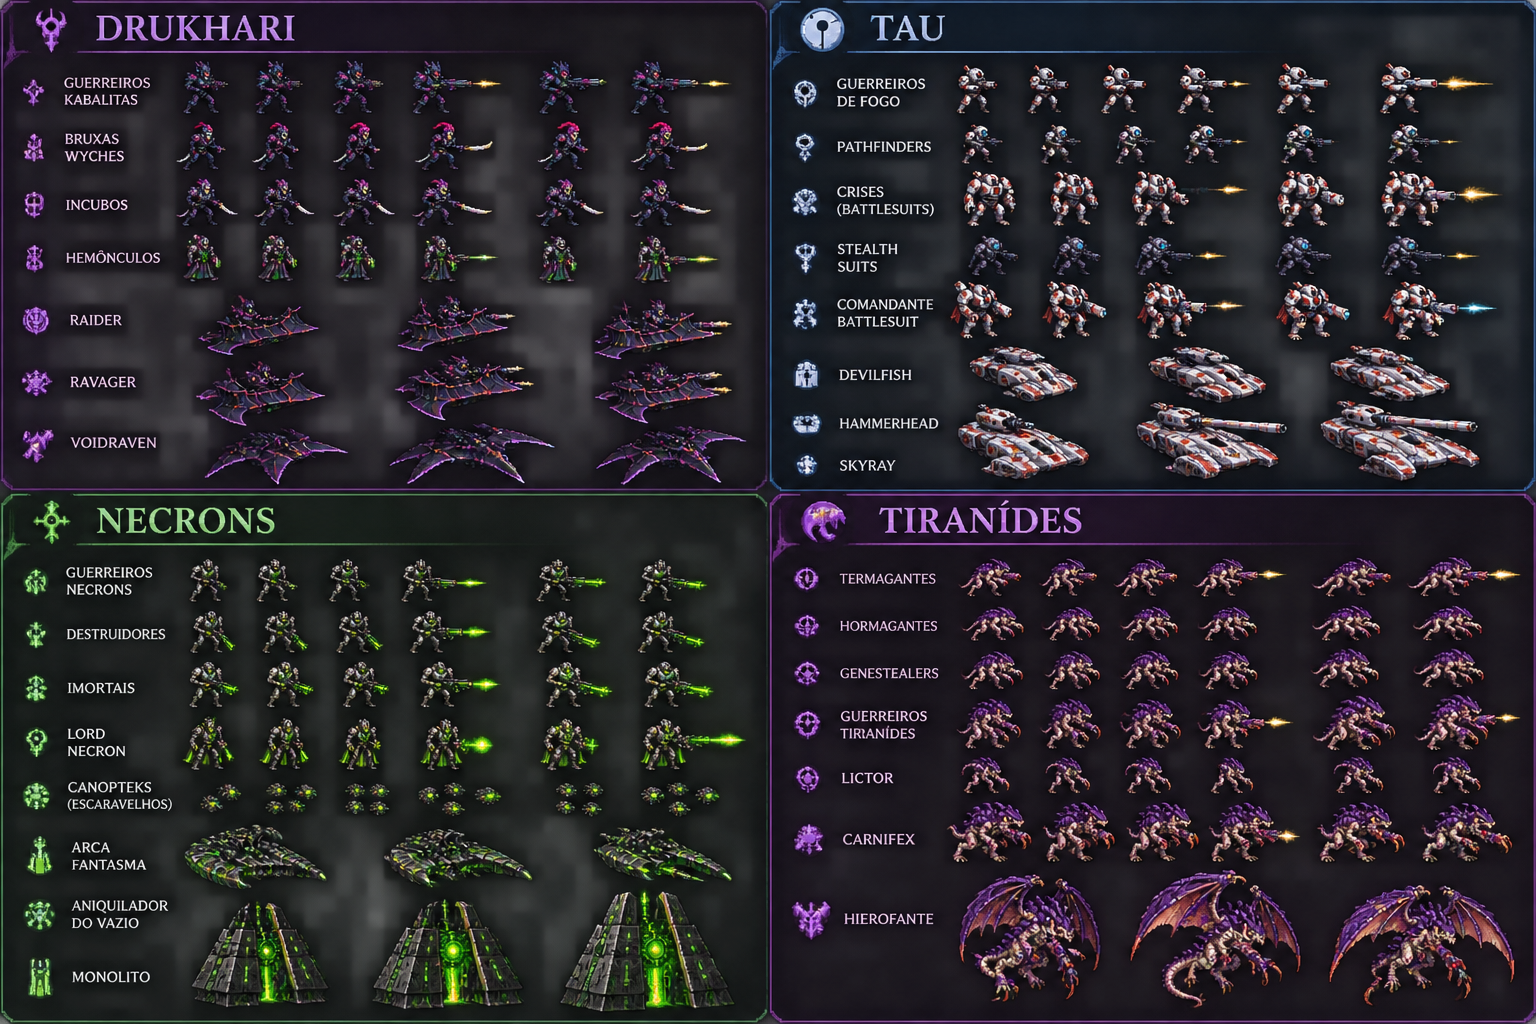 DRUKHARI
GUERREIROS
KABALITAS
BRUXAS
WYCHES
INCUBOS
HEMÔNCULOS
RAIDER
RAVAGER
VOIDRAVEN
TAU
GUERREIROS
DE FOGO
PATHFINDERS
CRISES
(BATTLESUITS)
STEALTH
SUITS
COMANDANTE
BATTLESUIT
DEVILFISH
HAMMERHEAD
SKYRAY
NECRONS
GUERREIROS
NECRONS
DESTRUIDORES
IMORTAIS
LORD
NECRON
CANOPTEKS
(ESCARAVELHOS)
ARCA
FANTASMA
ANIQUILADOR
DO VAZIO
MONOLITO
TIRANÍDES
TERMAGANTES
HORMAGANTES
GENESTEALERS
GUERREIROS
TIRANÍDES
LICTOR
CARNIFEX
HIEROFANTE